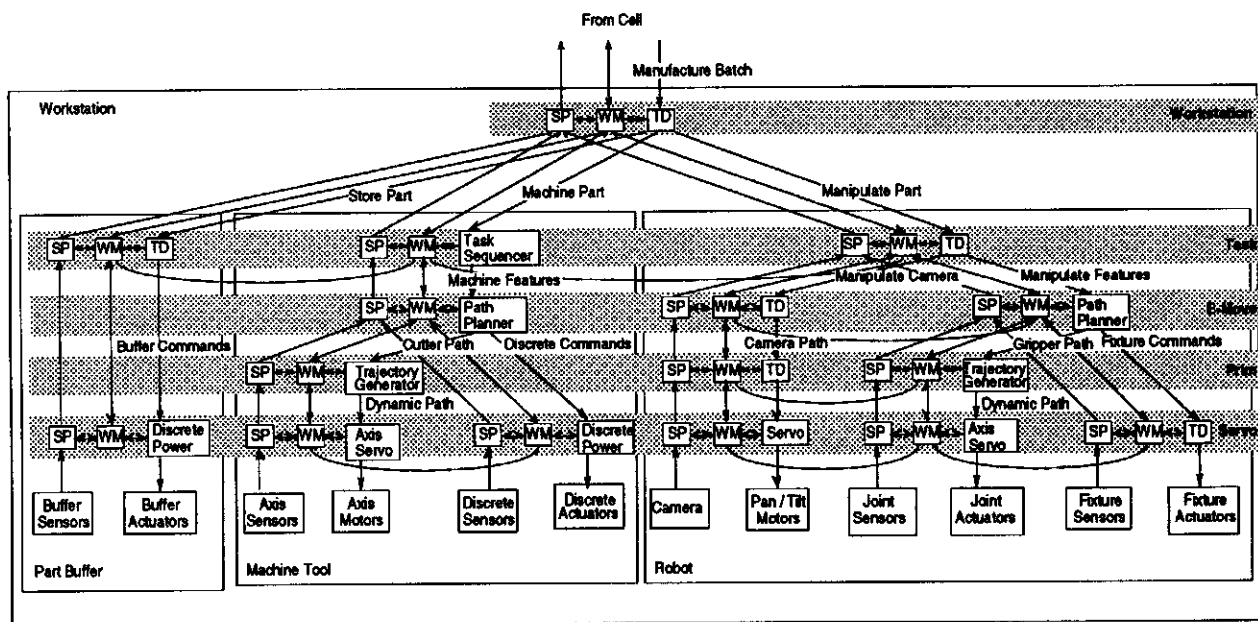 From Cell
Manufacture Batch
Workstation
SP WM TD Workstation
Store Part Machine Part Manipulate Part
SP WM TD SP WM Task Sequencer SP WM TD Task
Machine Features Manipulate Camera Manipulate Features
SP WM Path Planner SP WM TD SP WM Path Planner E-Move
Buffer Commands Cutter Path Discrete Commands Camera Path Gripper Path Fixture Commands
SP WM Trajectory Generator SP WM TD SP WM Trajectory Generator Prim
Dynamic Path Dynamic Path
SP WM Discrete Power SP WM Axis Servo SP WM Discrete Power SP WM Servo SP WM Axis Servo SP WM TD Servo
Buffer Sensors Buffer Actuators Axis Sensors Axis Motors Discrete Sensors Discrete Actuators Camera Pan / Tilt Motors Joint Sensors Joint Actuators Fixture Sensors Fixture Actuators
Part Buffer Machine Tool Robot